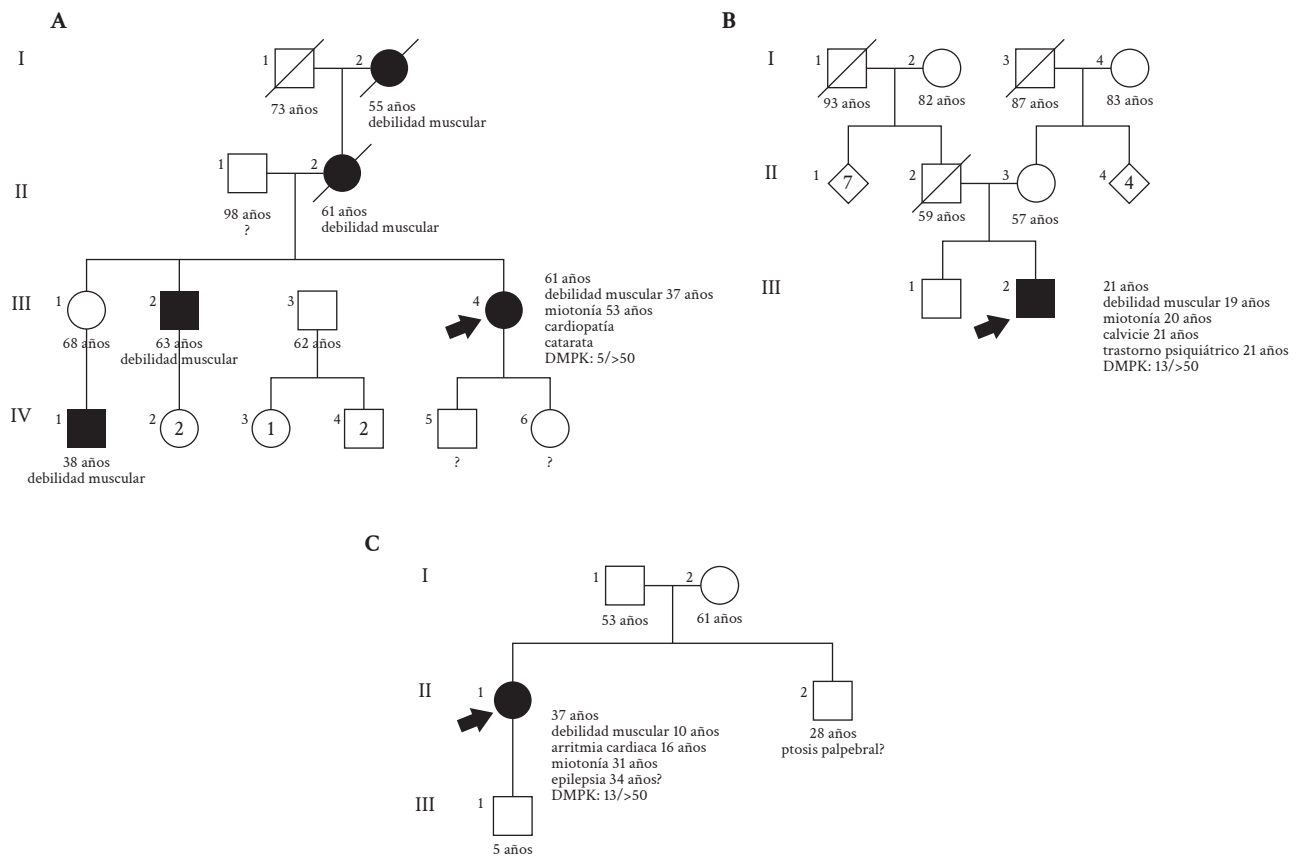 A
I
1
2
73 años
55 años
debilidad muscular
II
1
2
98 años
?
61 años
debilidad muscular
III
1
2
3
4
68 años
63 años
debilidad muscular
62 años
61 años
debilidad muscular 37 años
miotonía 53 años
cardiopatía
catarata
DMPK: 5/>50
IV
1
2
2
3
1
4
2
5
6
38 años
debilidad muscular
?
?
B
I
1
2
3
4
93 años
82 años
87 años
83 años
II
1
7
2
3
4
4
59 años
57 años
III
1
2
21 años
debilidad muscular 19 años
miotonía 20 años
calvicie 21 años
trastorno psiquiátrico 21 años
DMPK: 13/>50
C
I
1
2
53 años
61 años
II
1
2
37 años
debilidad muscular 10 años
arritmia cardiaca 16 años
miotonía 31 años
epilepsia 34 años?
DMPK: 13/>50
28 años
ptosis palpebral?
III
1
5 años